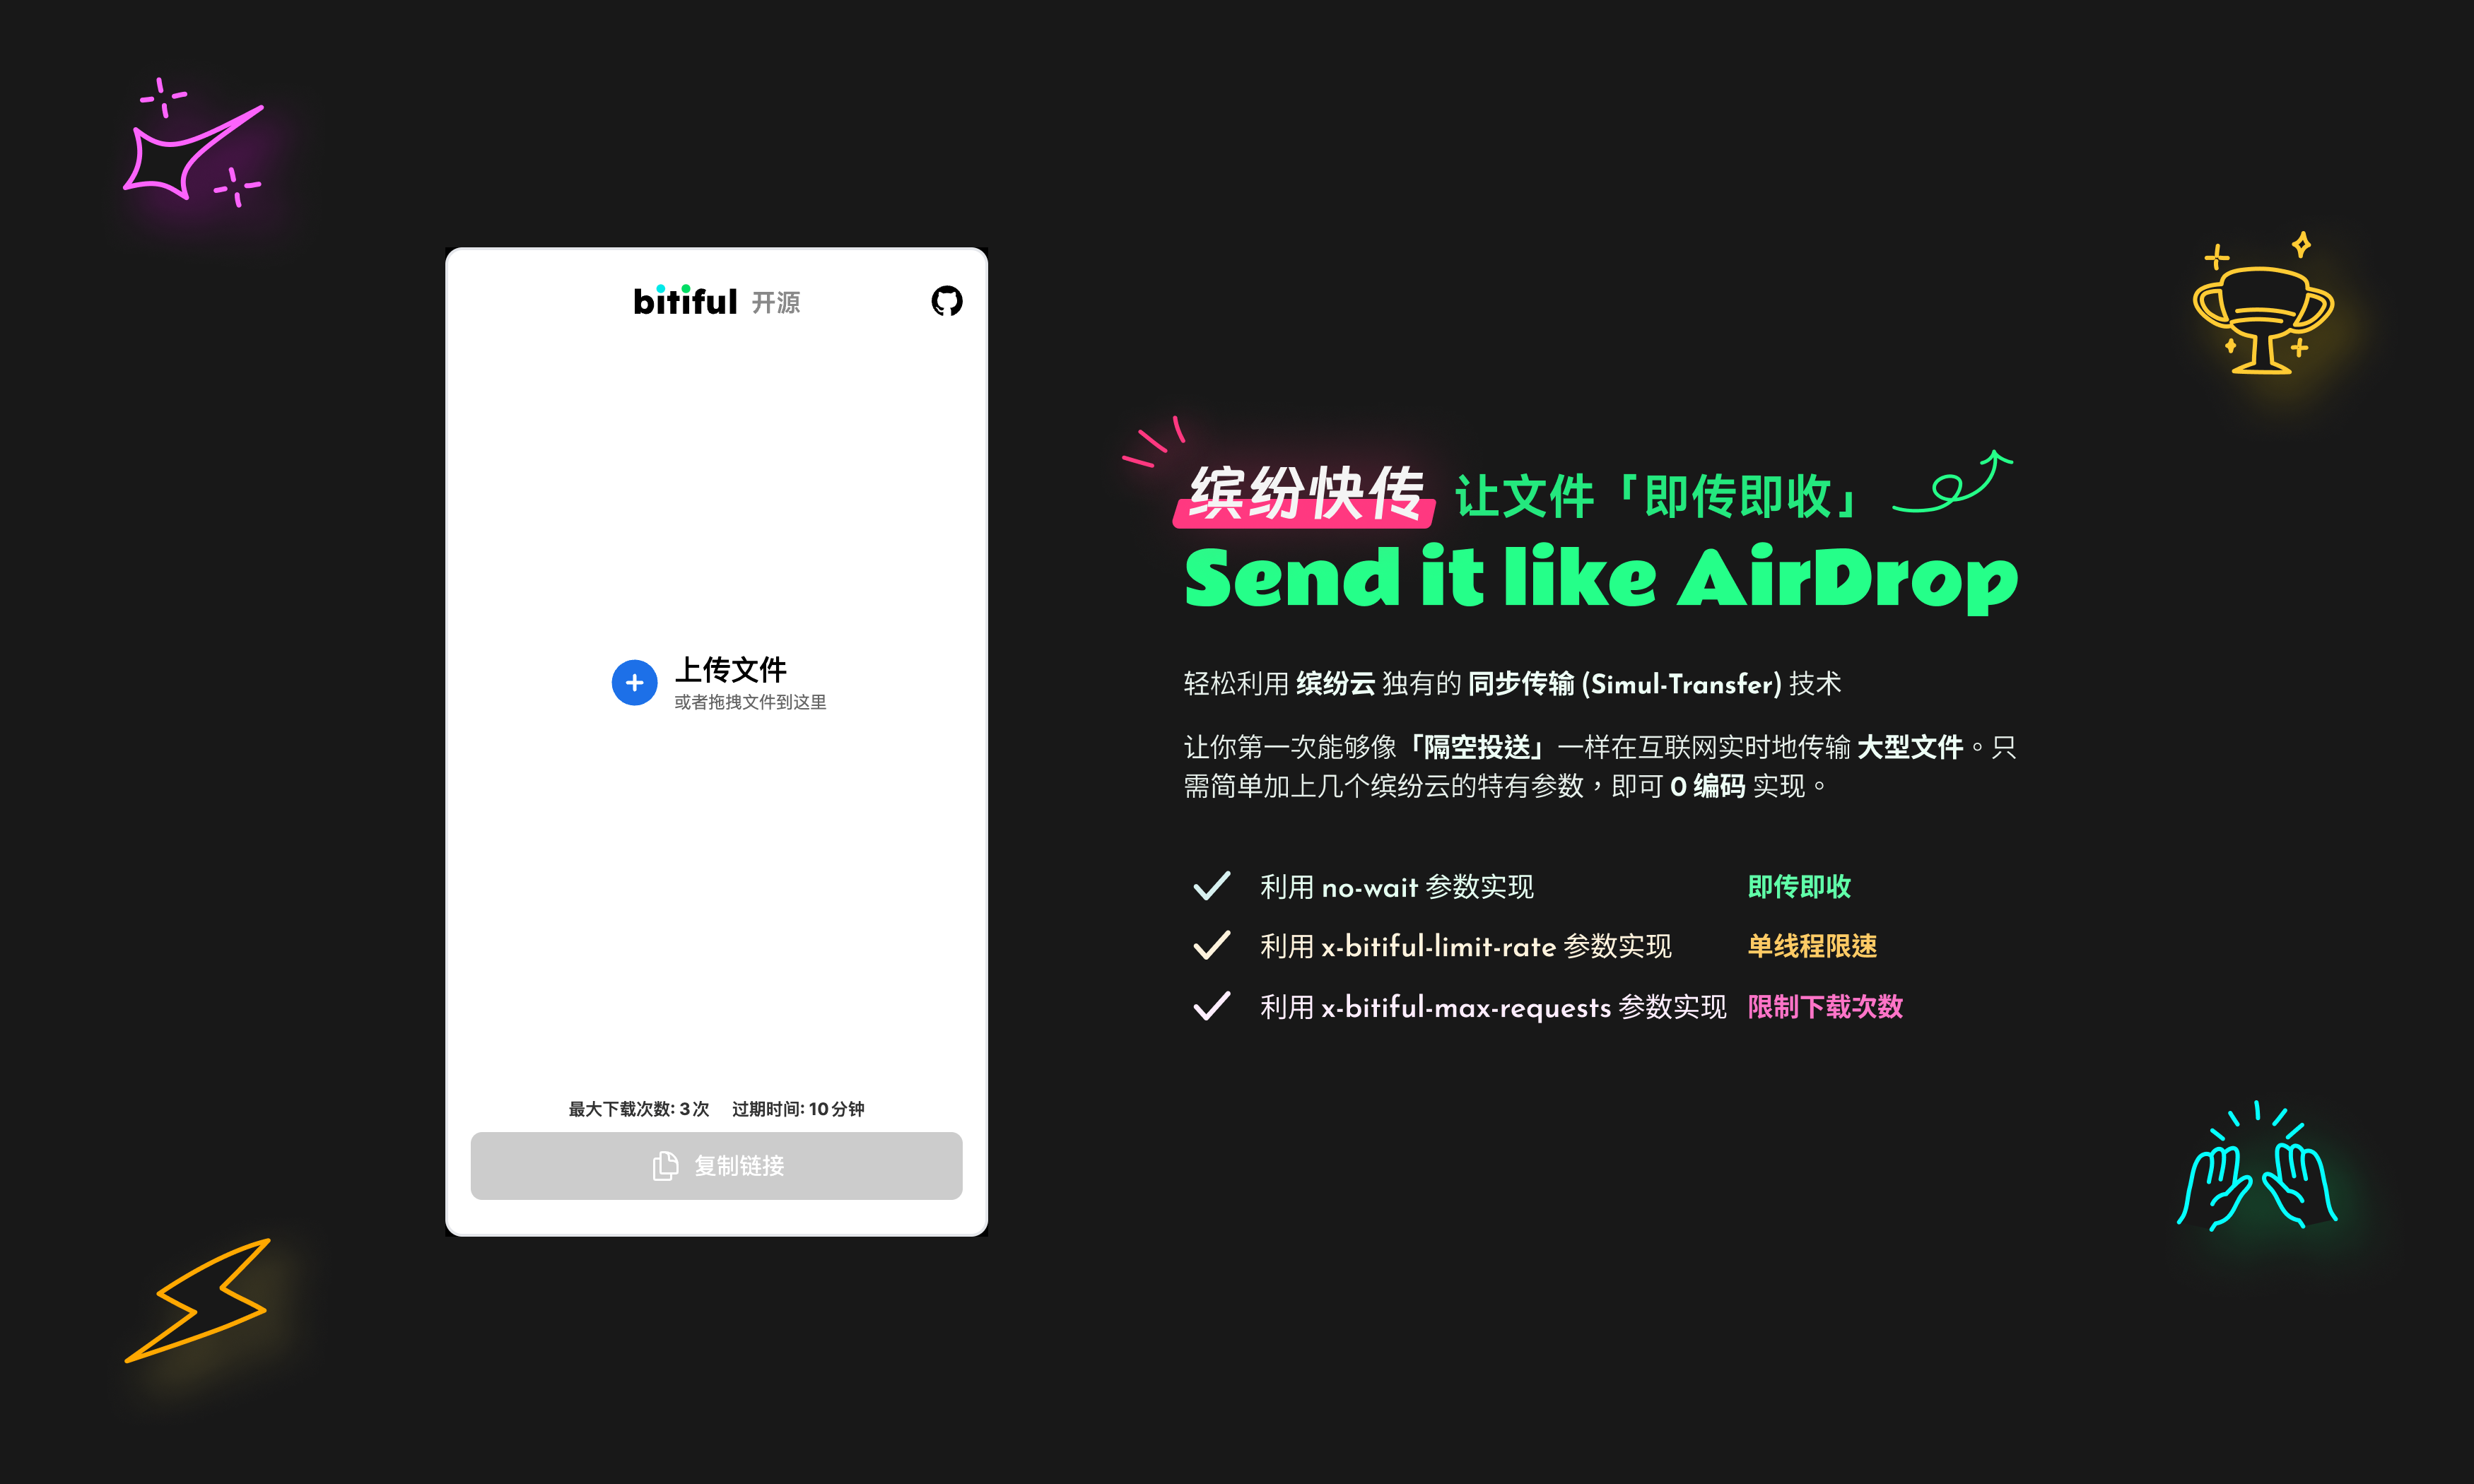 bitiful 开源
上传文件
或者拖拽文件到这里
最大下载次数: 3 次 过期时间: 10 分钟
复制链接
缤纷快传 让文件「即传即收」
Send it like AirDrop
轻松利用 缤纷云 独有的 同步传输 (Simul-Transfer) 技术
让你第一次能够像「隔空投送」一样在互联网实时地传输 大型文件。只
需简单加上几个缤纷云的特有参数，即可 0 编码 实现。
利用 no-wait 参数实现 即传即收
利用 x-bitiful-limit-rate 参数实现 单线程限速
利用 x-bitiful-max-requests 参数实现 限制下载次数